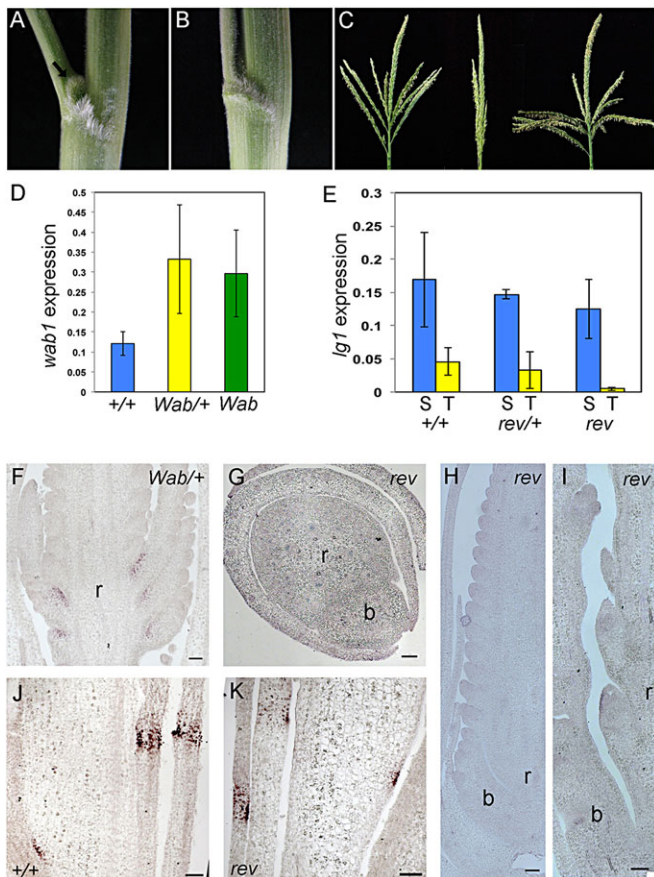 A
B
C
D
wab1 expression
0.5
0.45
0.4
0.35
0.3
0.25
0.2
0.15
0.1
0.05
0
+/+
Wab/+
Wab
E
lg1 expression
0.3
0.25
0.2
0.15
0.1
0.05
0
S T
S T
S T
+/+
rev/+
rev
F
Wab/+
r
G
rev
r
b
H
rev
b
r
I
rev
r
b
J
+/+
K
rev